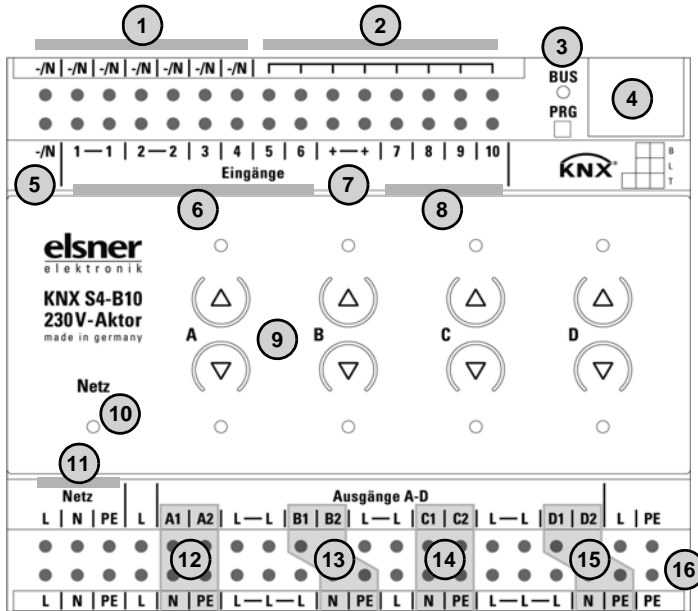 1 2 3
-/N | -/N | -/N | -/N | -/N | -/N | -/N
BUS
4
PRG
-/N | 1 — 1 | 2 — 2 | 3 | 4 | 5 | 6 | + — + | 7 | 8 | 9 | 10
B
L
T
KNX®
5 Eingänge 7
6 8
elsner
elektronik
KNX S4-B10
230 V-Aktor
made in germany
A 9 B C D
Netz
10
11
Netz Ausgänge A-D
L | N | PE | L | A1 | A2 | L — L | B1 | B2 | L — L | C1 | C2 | L — L | D1 | D2 | L | PE
12 13 14 15 16
L | N | PE | L | N | PE | L — L — L | N | PE | L | N | PE | L — L — L | N | PE | L